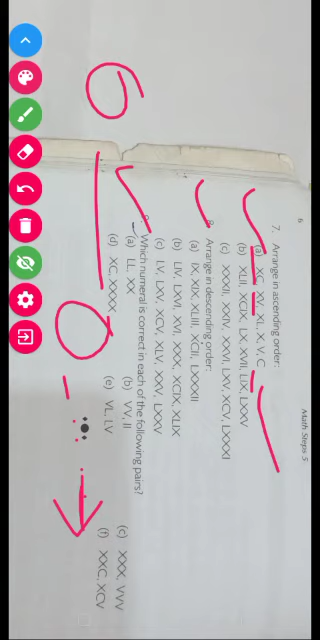 6
Math Steps 5
7. Arrange in ascending order:
(a) XC, XV, XI, X, V, C
(b) XLII, XCIX, LX, XVII, LIX, LXXV
(c) XXXII, XXIV, XXVI, LXV, XCV, LXXXI
8. Arrange in descending order:
(a) IX, XIX, XLIII, XCII, LXXXII
(b) LIV, LXVI, XVI, XXX, XCIX, XLIX
(c) LV, LXV, XCV, XLV, XXV, LXXV
9. Which numeral is correct in each of the following pairs?
(a) LL, XX (b) VV, II (c) XXX, VVV
(d) XC, XXXX (e) VL, LV (f) XXC, XCV